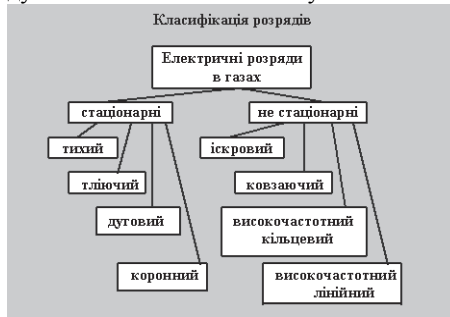 Класифікація розрядів
Електричні розряди
в газах
стаціонарні
не стаціонарні
тихий
іскровий
тліючий
ковзаючий
дуговий
високочастотний
кільцевий
коронний
високочастотний
лінійний